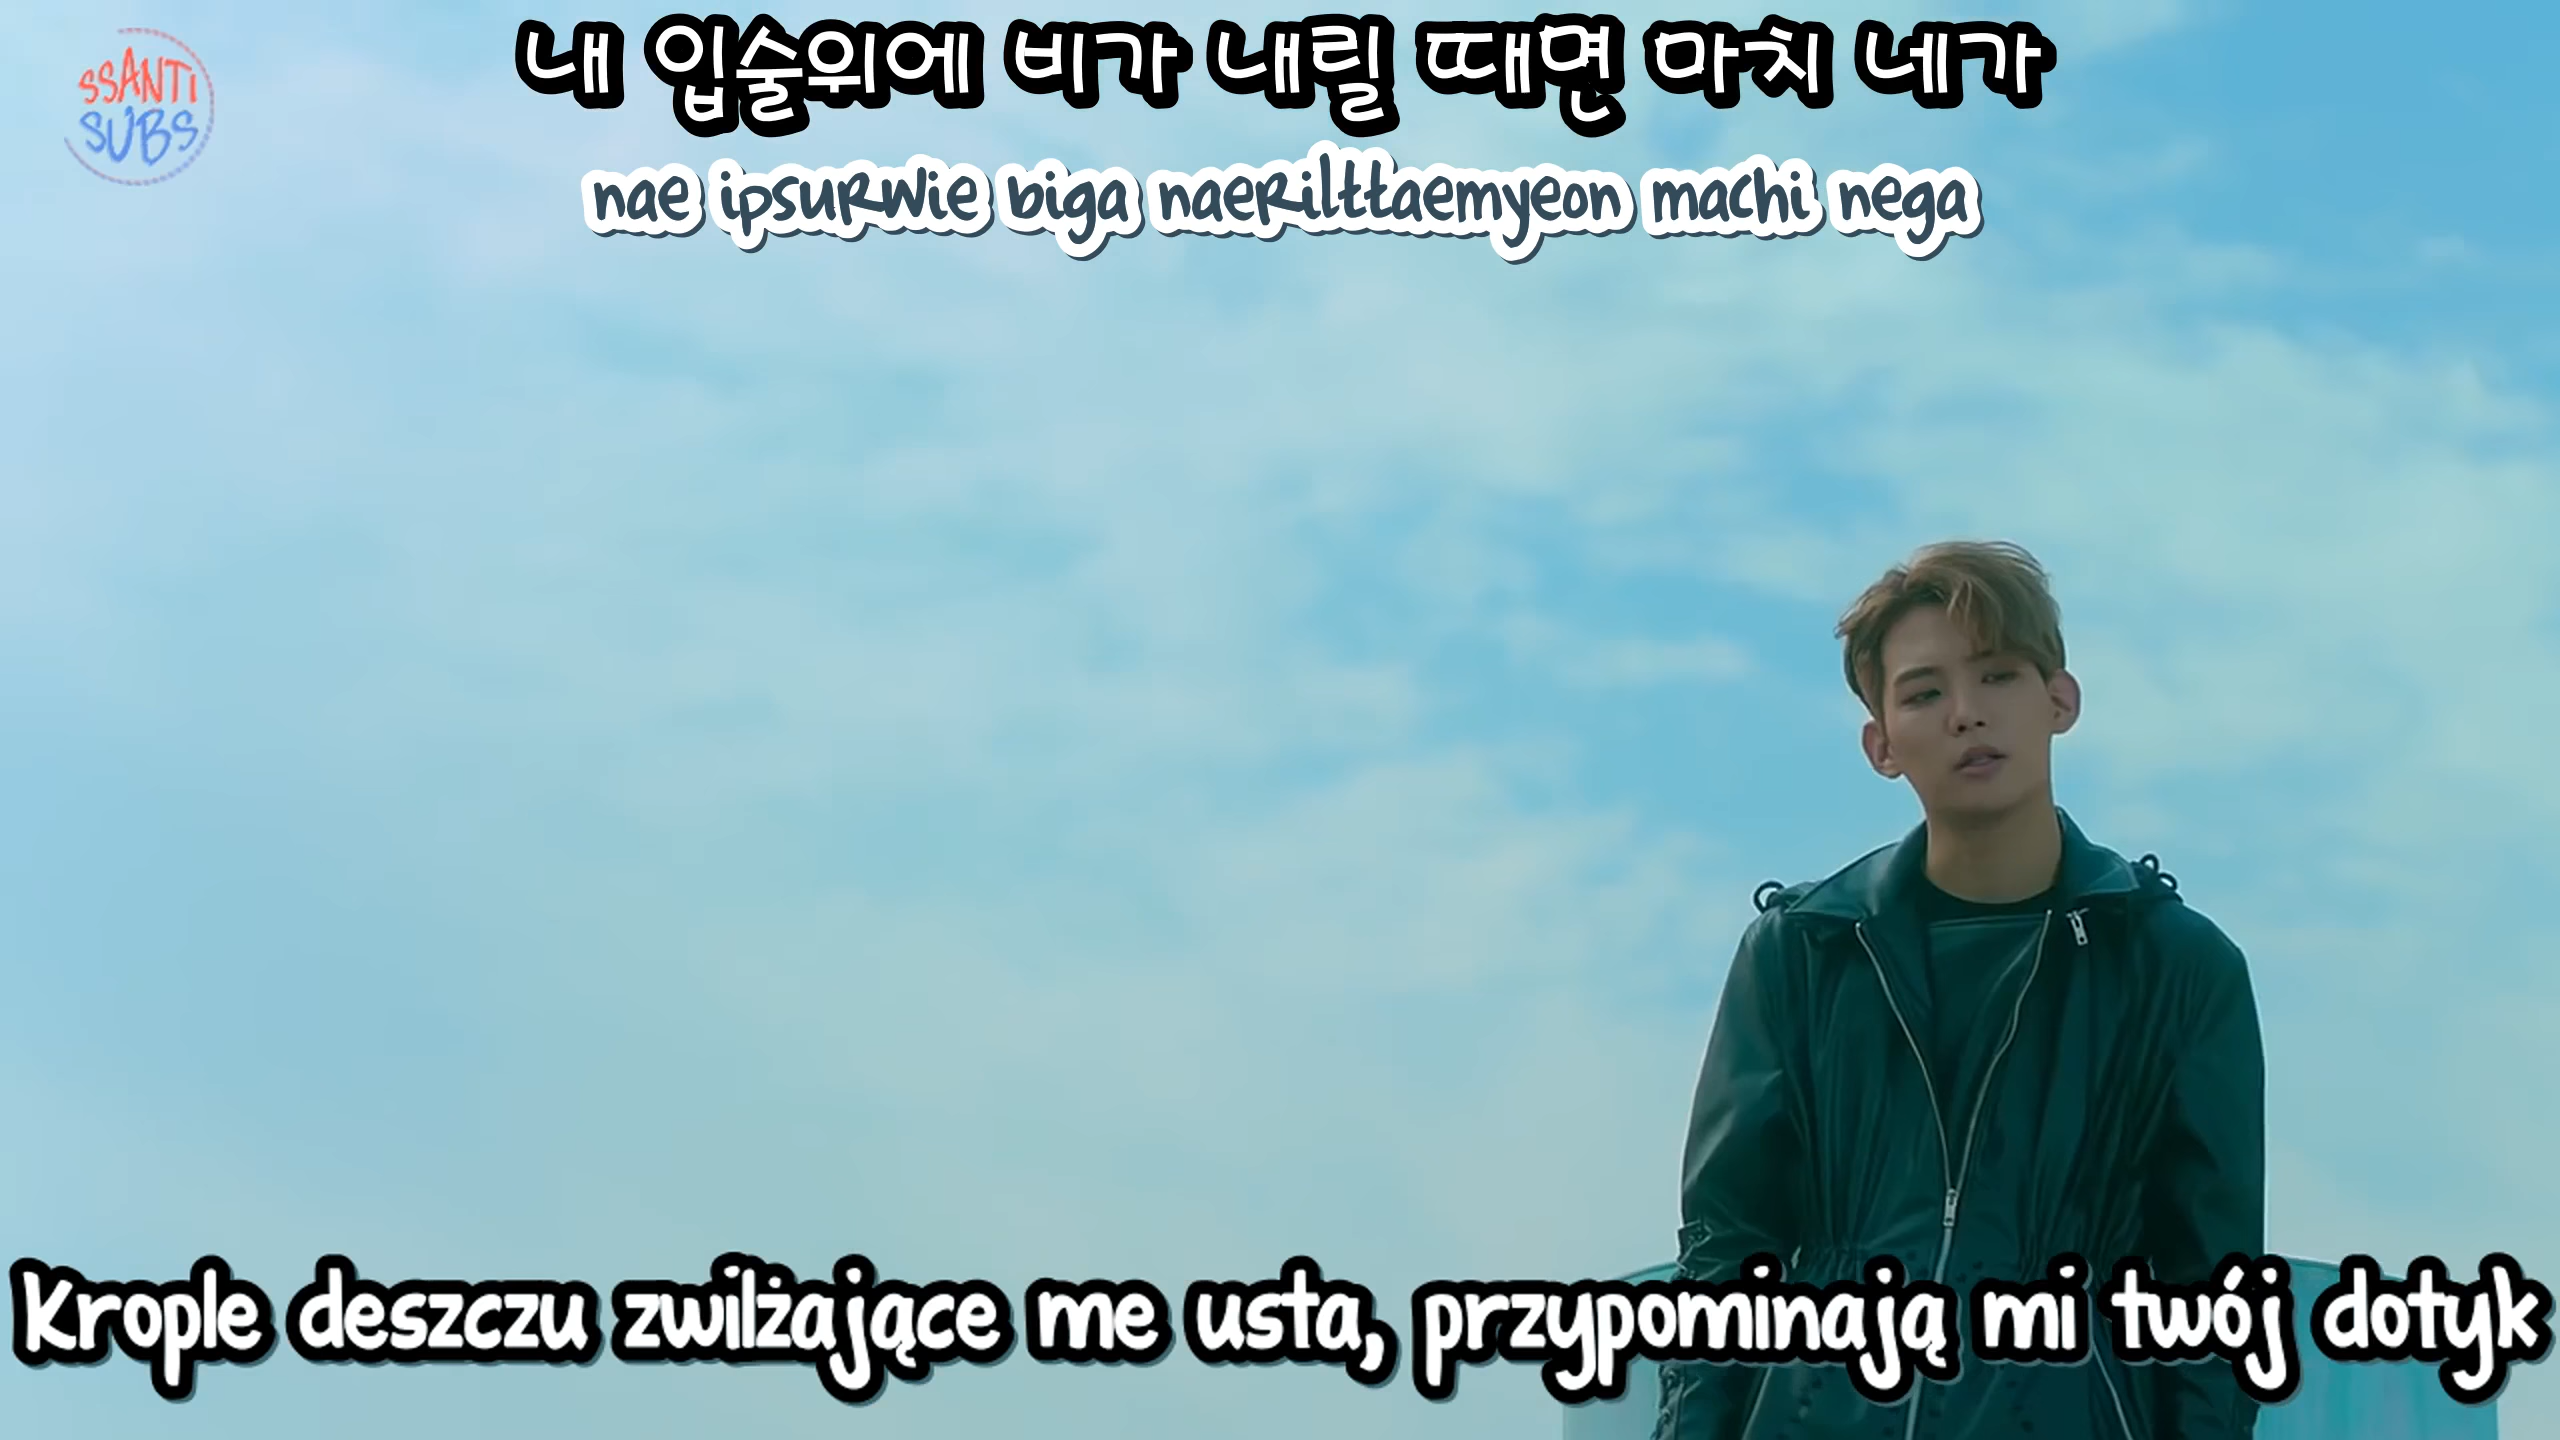 SSANTI
SUBS
내 입술위에 비가 내릴 때면 마치 네가
nae ipsurwie biga naerilttaemyeon machi nega
Krople deszczu zwilżające me usta, przypominają mi twój dotyk